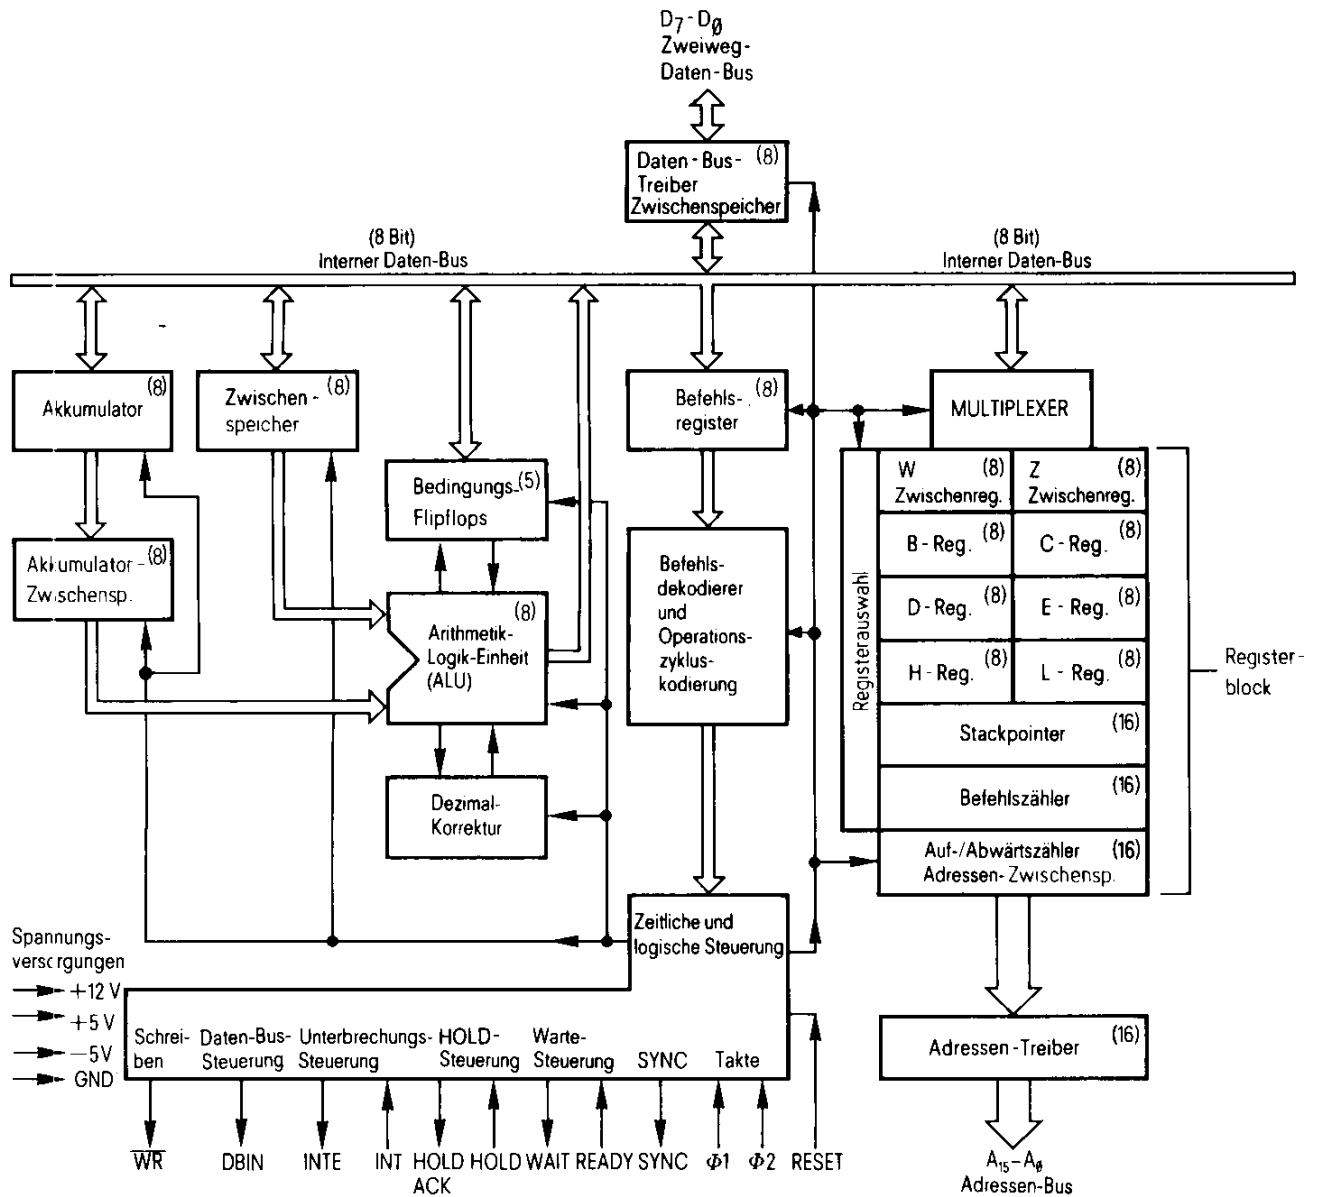 D7-DØ
Zweiweg-
Daten-Bus
Daten-Bus- (8)
Treiber
Zwischenspeicher
(8 Bit)
Interner Daten-Bus
(8 Bit)
Interner Daten-Bus
Akkumulator (8)
Zwischen- (8)
speicher
Befehls- (8)
register
MULTIPLEXER
Bedingungs- (5)
Flipflops
Akkumulator- (8)
Zwischensp.
Arithmetik- (8)
Logik-Einheit
(ALU)
Dezimal-
Korrektur
Befehls-
dekodierer
und
Operations-
zyklus-
kodierung
Registerauswahl
W (8)
Zwischenreg.
Z (8)
Zwischenreg.
B-Reg. (8)
C-Reg. (8)
D-Reg. (8)
E-Reg. (8)
H-Reg. (8)
L-Reg. (8)
Stackpointer (16)
Befehlszähler (16)
Auf-/Abwärtszähler (16)
Adressen-Zwischensp.
Register-
block
Zeitliche und
logische Steuerung
Spannungs-
versorgungen
+12 V
+5 V
-5V
GND
Schrei-
ben
Daten-Bus-
Steuerung
Unterbrechungs-
Steuerung
HOLD-
Steuerung
Warte-
Steuerung
SYNC
Takte
Adressen-Treiber (16)
WR
DBIN
INTE
INT
HOLD
ACK
HOLD
WAIT
READY
SYNC
Φ1
Φ2
RESET
A15-AØ
Adressen-Bus